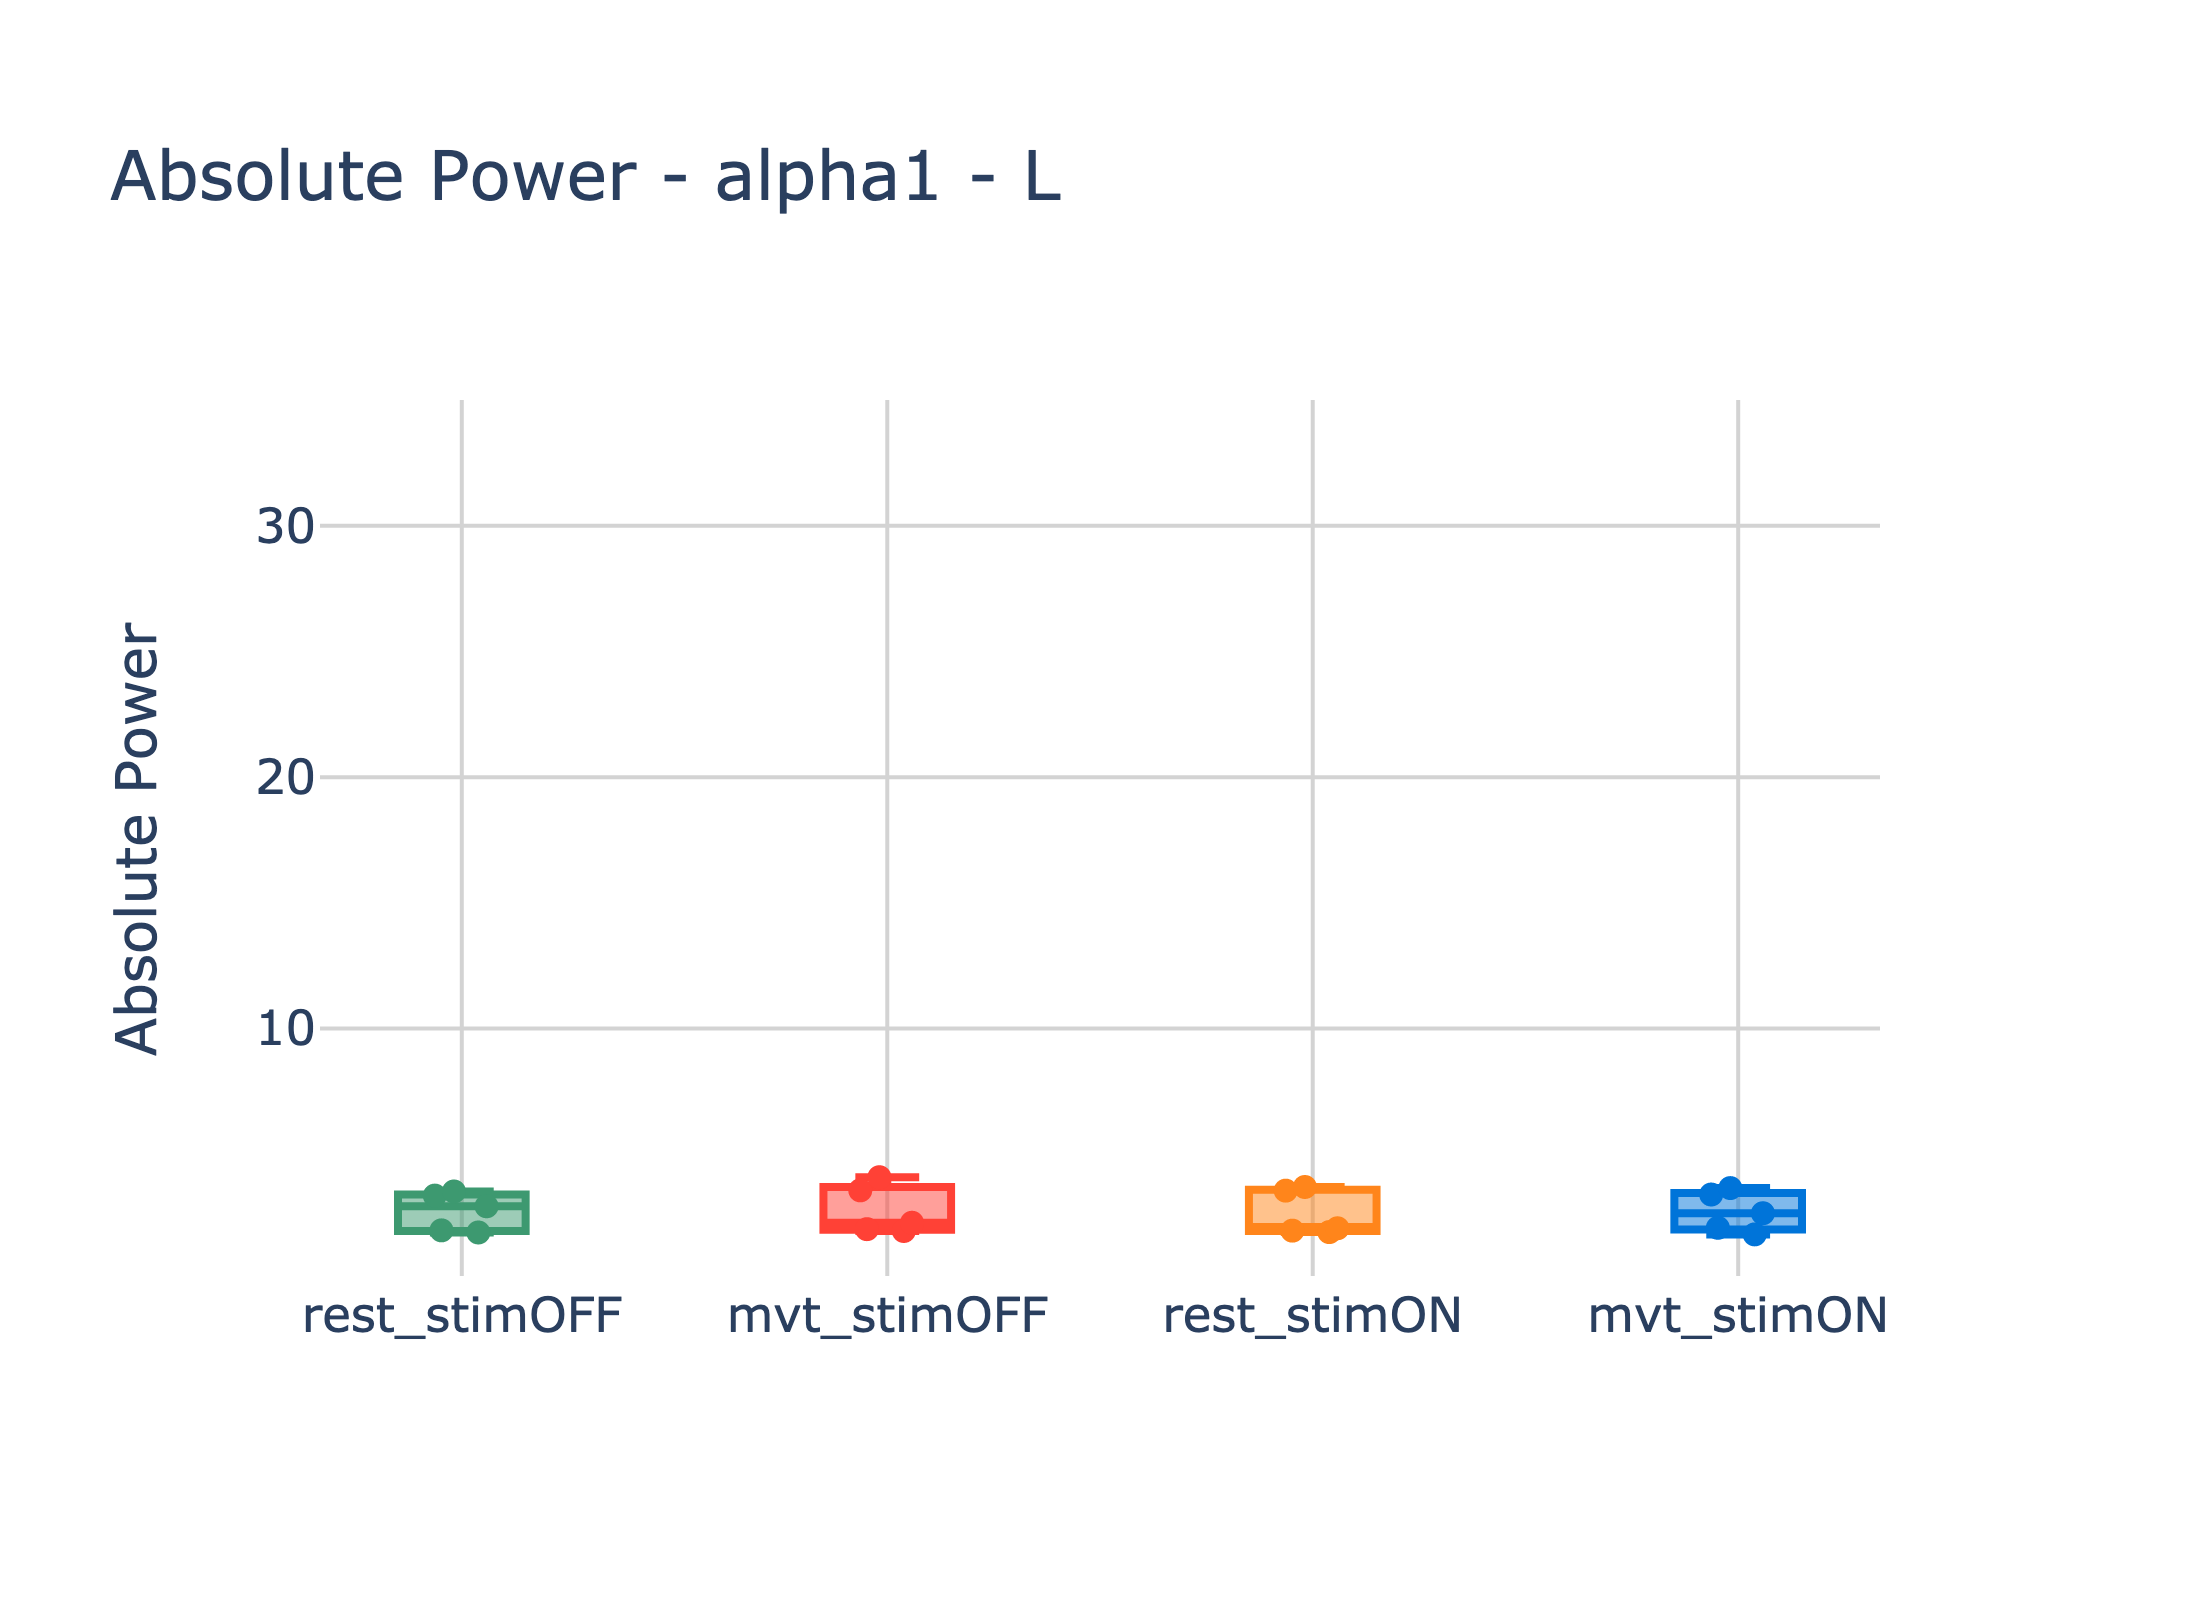 Absolute Power - alpha1 - L
30
20
10
Absolute Power
rest_stimOFF
mvt_stimOFF
rest_stimON
mvt_stimON